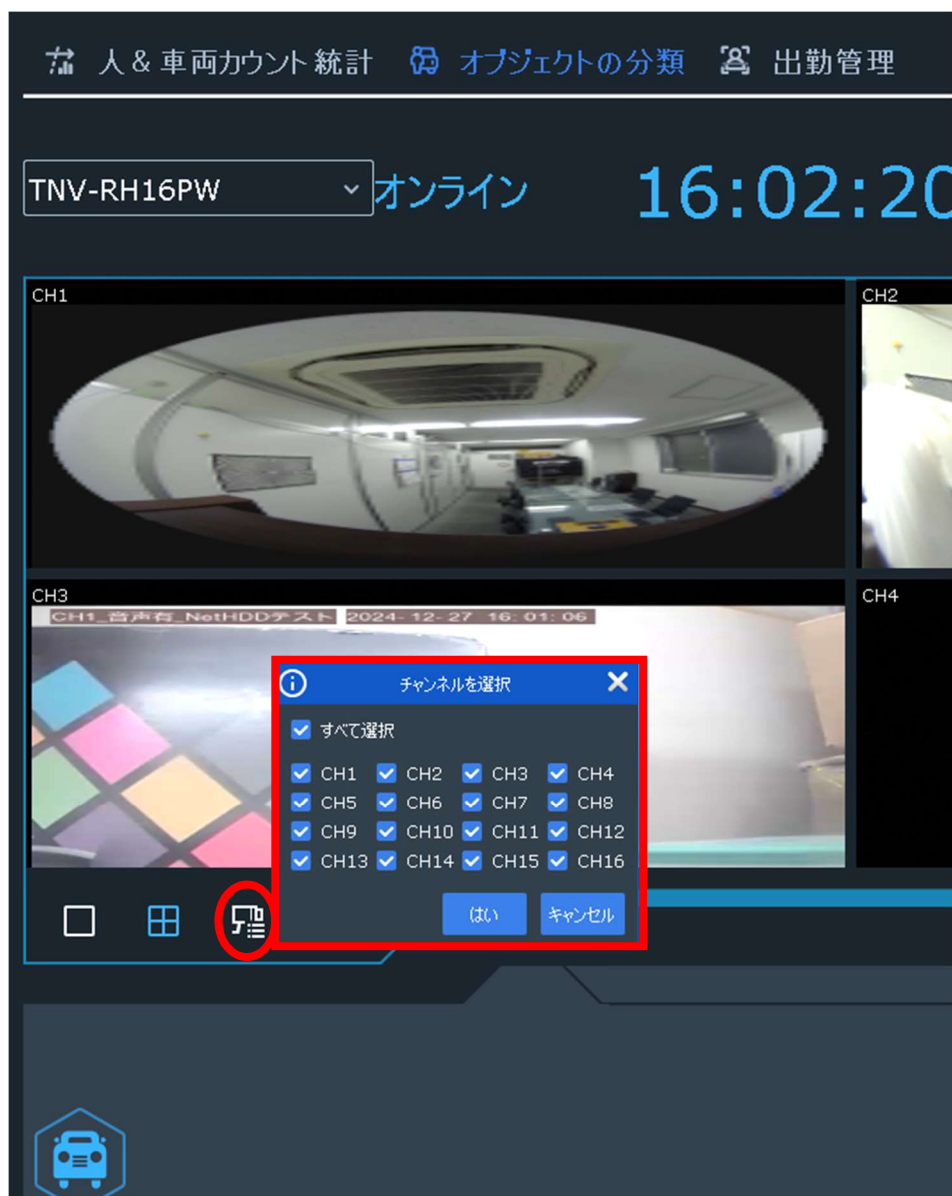 人&車両カウント統計 オブジェクトの分類 出勤管理
TNV-RH16PW オンライン 16:02:20
CH1
CH2
CH3
CH1_音声有_NetHDDテスト 2024-12-27 16:01:06
CH4
チャンネルを選択
すべて選択
CH1 CH2 CH3 CH4
CH5 CH6 CH7 CH8
CH9 CH10 CH11 CH12
CH13 CH14 CH15 CH16
はい キャンセル